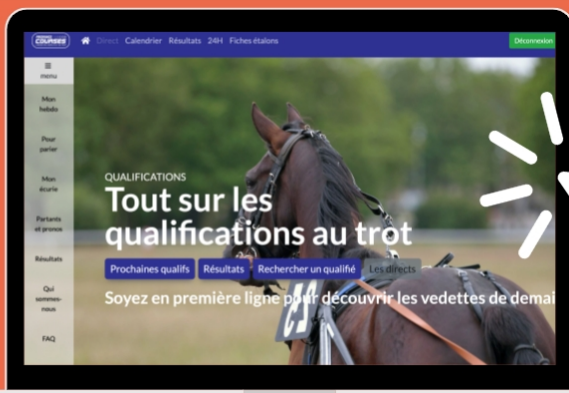 COURSES
Direct Calendrier Résultats 24H Fiches étalons
Déconnexion
menu
Mon
hebdo
Pour
parier
Mon
écurie
Partants
et pronos
Résultats
Qui
sommes-
nous
FAQ
QUALIFICATIONS
Tout sur les
qualifications au trot
Prochaines qualifs Résultats Rechercher un qualifié Les directs
Soyez en première ligne pour découvrir les vedettes de demai